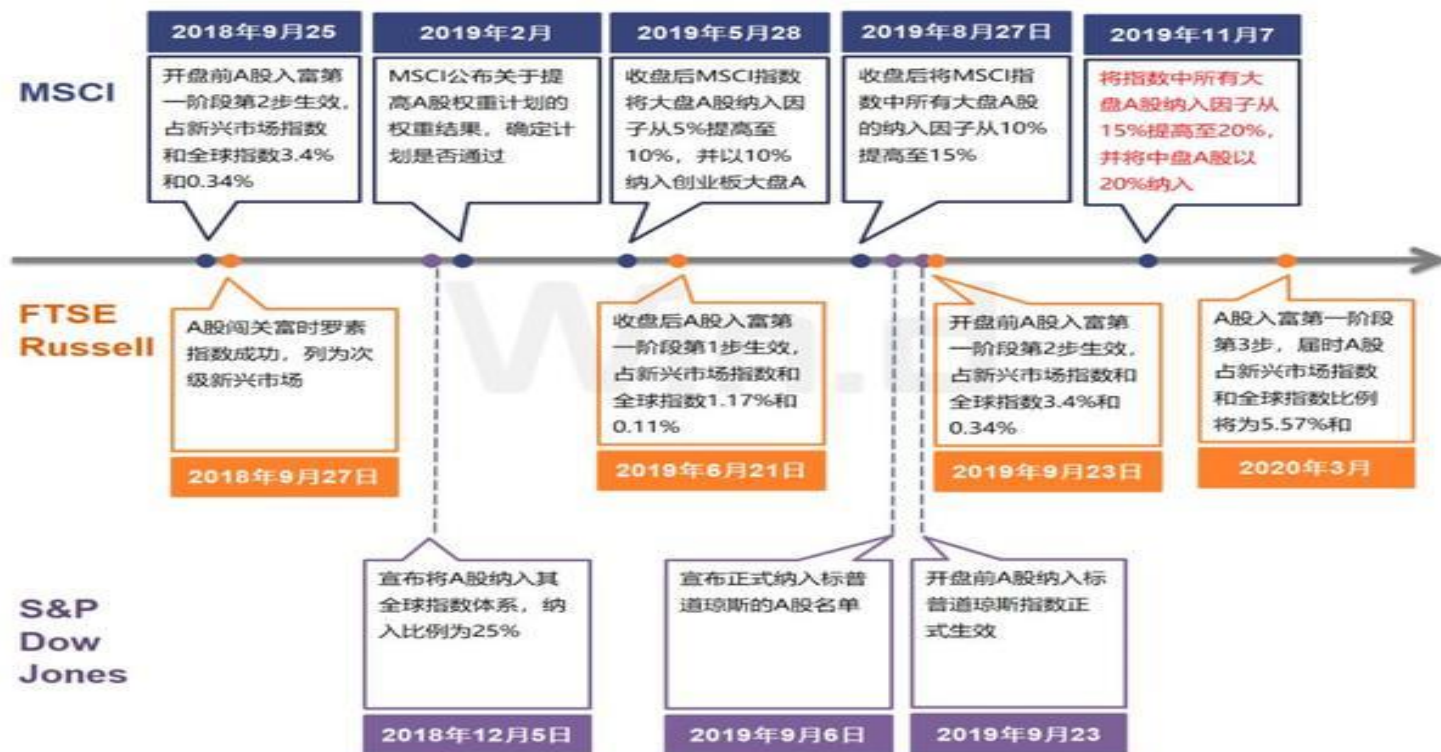 2018年9月25
2019年2月
2019年5月28
2019年8月27日
2019年11月7
MSCI
开盘前A股入富第
一阶段第2步生效，
占新兴市场指数
和全球指数3.4%
和0.34%
MSCI公布关于提
高A股权重计划的
权重结果，确定计
划是否通过
收盘后MSCI指数
将大盘A股纳入因
子从5%提高至
10%，并以10%
纳入创业板大盘A
收盘后将MSCI指
数中所有大盘A股
的纳入因子从10%
提高至15%
将指数中所有大
盘A股纳入因子从
15%提高至20%，
并将中盘A股以
20%纳入
FTSE
Russell
A股闯关富时罗素
指数成功，列为次
级新兴市场
2018年9月27日
收盘后A股入富第
一阶段第1步生效，
占新兴市场指数和
全球指数1.17%和
0.11%
2019年6月21日
开盘前A股入富第
一阶段第2步生效，
占新兴市场指数和
全球指数3.4%和
0.34%
2019年9月23日
A股入富第一阶段
第3步，届时A股
占新兴市场指数
和全球指数比例
将为5.57%和
2020年3月
S&P
Dow
Jones
宣布将A股纳入其
全球指数体系，纳
入比例为25%
2018年12月5日
宣布正式纳入标普
道琼斯的A股名单
2019年9月6日
开盘前A股纳入标
普道琼斯指数正
式生效
2019年9月23